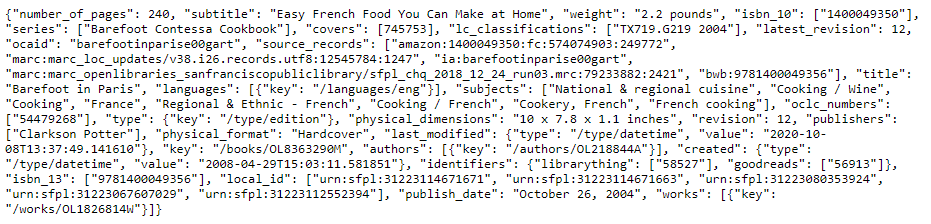 {"number_of_pages": 240, "subtitle": "Easy French Food You Can Make at Home", "weight": "2.2 pounds", "isbn_10": ["1400049350"],
"series": ["Barefoot Contessa Cookbook"], "covers": [745753], "lc_classifications": ["TX719.G219 2004"], "latest_revision": 12,
"ocaid": "barefootinparise00gart", "source_records": ["amazon:1400049350:fc:574074903:249772",
"marc:marc_loc_updates/v38.i26.records.utf8:12545784:1247", "ia:barefootinparise00gart",
"marc:marc_openlibraries_sanfranciscopubliclibrary/sfpl_chq_2018_12_24_run03.mrc:79233882:2421", "bwb:9781400049356"], "title":
"Barefoot in Paris", "languages": [{"key": "/languages/eng"}], "subjects": ["National & regional cuisine", "Cooking / Wine",
"Cooking", "France", "Regional & Ethnic - French", "Cooking / French", "Cookery, French", "French cooking"], "oclc_numbers":
["54479268"], "type": {"key": "/type/edition"}, "physical_dimensions": "10 x 7.8 x 1.1 inches", "revision": 12, "publishers":
["Clarkson Potter"], "physical_format": "Hardcover", "last_modified": {"type": "/type/datetime", "value": "2020-10-
08T13:37:49.141610"}, "key": "/books/OL8363290M", "authors": [{"key": "/authors/OL218844A"}], "created": {"type":
"/type/datetime", "value": "2008-04-29T15:03:11.581851"}, "identifiers": {"librarything": ["58527"], "goodreads": ["56913"]},
"isbn_13": ["9781400049356"], "local_id": ["urn:sfpl:31223114671671", "urn:sfpl:31223114671663", "urn:sfpl:31223080353924",
"urn:sfpl:31223067607029", "urn:sfpl:31223112552394"], "publish_date": "October 26, 2004", "works": [{"key":
"/works/OL1826814W"}]}